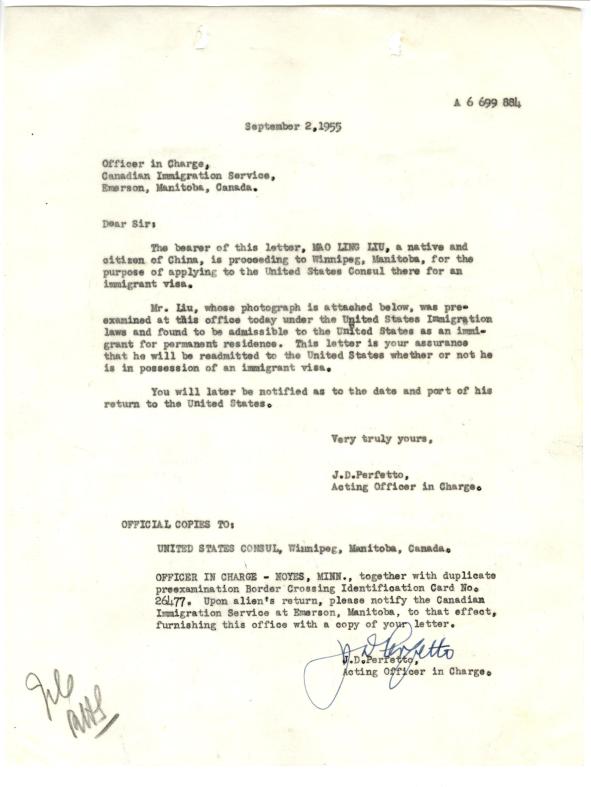 A 6 699 884
September 2,1955
Officer in Charge,
Canadian Immigration Service,
Emerson, Manitoba, Canada.
Dear Sir:
The bearer of this letter, MAO LING LIU, a native and
citizen of China, is proceeding to Winnipeg, Manitoba, for the
purpose of applying to the United States Consul there for an
immigrant visa.
Mr. Liu, whose photograph is attached below, was pre-
examined at this office today under the United States Immigration
laws and found to be admissible to the United States as an immi-
grant for permanent residence. This letter is your assurance
that he will be readmitted to the United States whether or not he
is in possession of an immigrant visa.
You will later be notified as to the date and port of his
return to the United States.
Very truly yours,
J.D.Perfetto,
Acting Officer in Charge.
OFFICIAL COPIES TO:
UNITED STATES CONSUL, Winnipeg, Manitoba, Canada.
OFFICER IN CHARGE - NOYES, MINN., together with duplicate
preexamination Border Crossing Identification Card No.
26477. Upon alien's return, please notify the Canadian
Immigration Service at Emerson, Manitoba, to that effect,
furnishing this office with a copy of your letter.
J D Perfetto
J.D.Perfetto,
Acting Officer in Charge.